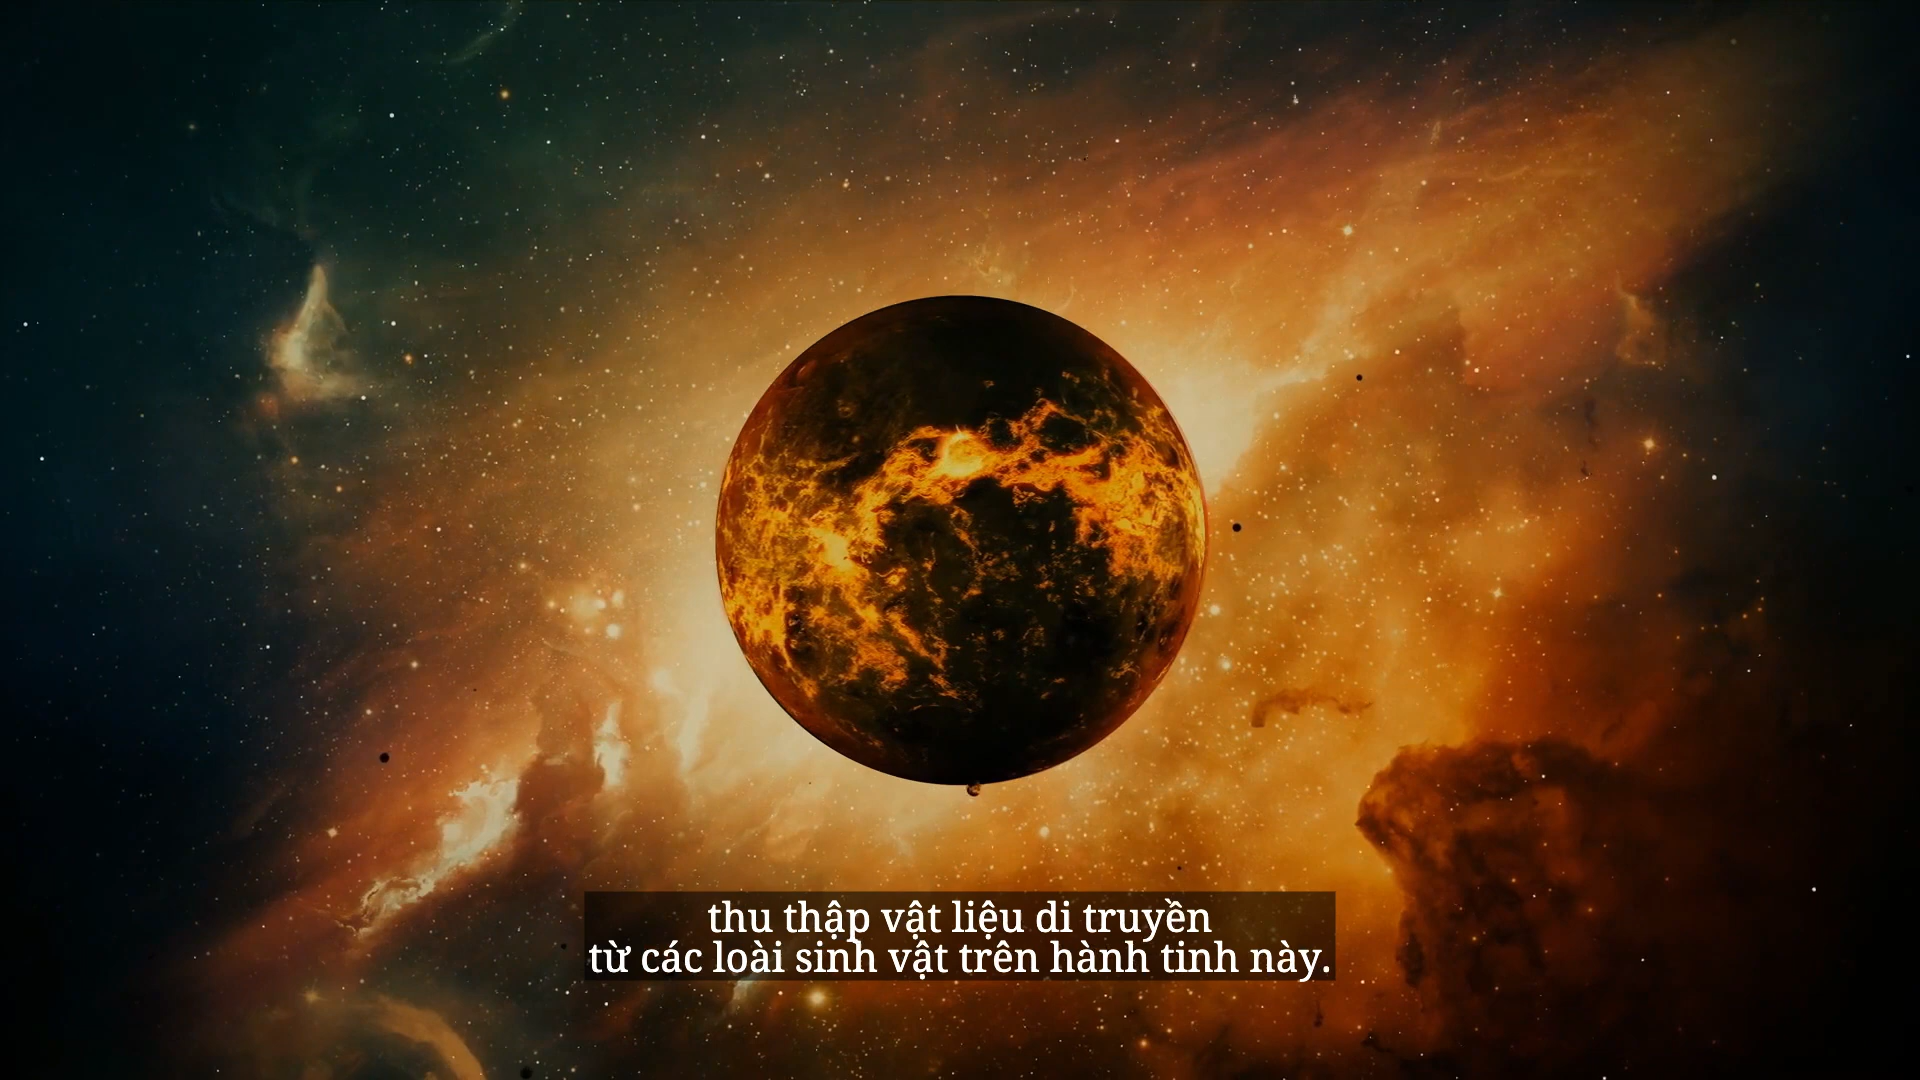 thu thập vật liệu di truyền
từ các loài sinh vật trên hành tinh này.